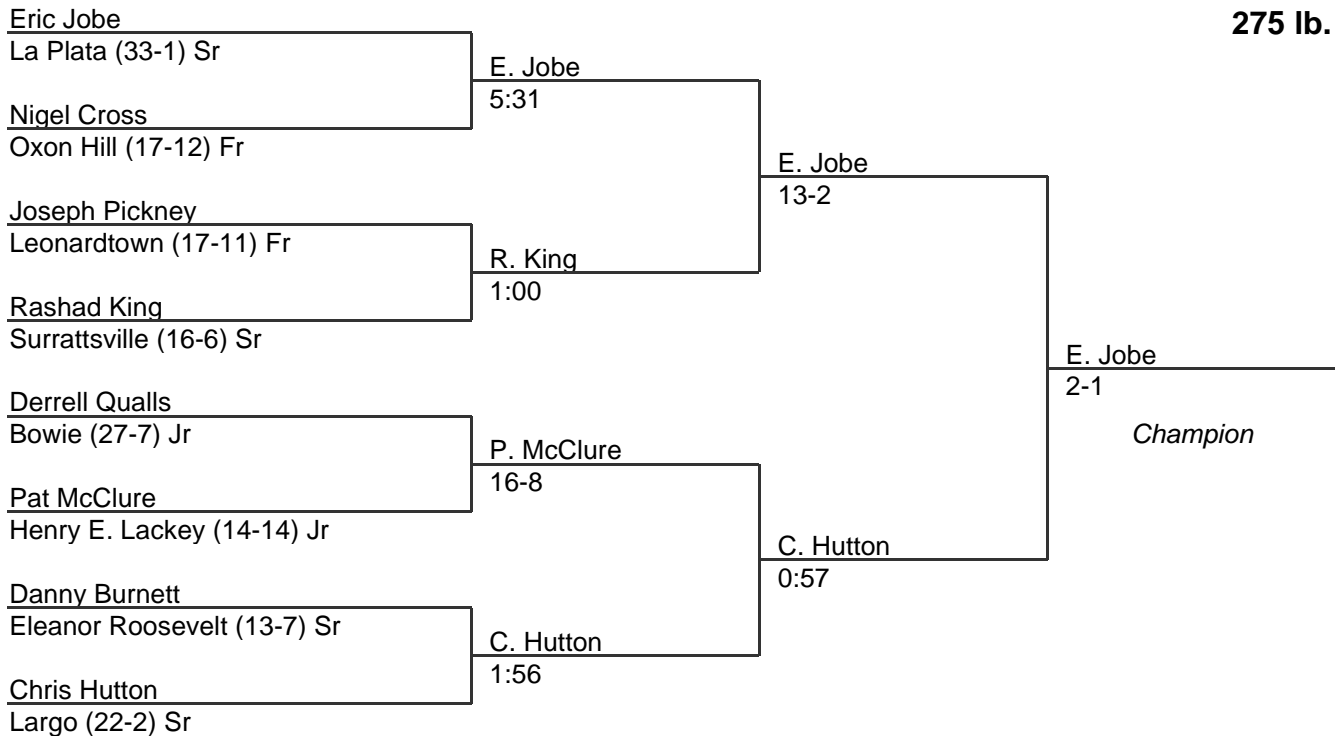 Eric Jobe
275 lb.
La Plata (33-1) Sr
E. Jobe
5:31
Nigel Cross
Oxon Hill (17-12) Fr
E. Jobe
13-2
Joseph Pickney
Leonardtown (17-11) Fr
R. King
1:00
Rashad King
Surrattsville (16-6) Sr
E. Jobe
2-1
Champion
Derrell Qualls
Bowie (27-7) Jr
P. McClure
16-8
Pat McClure
Henry E. Lackey (14-14) Jr
C. Hutton
0:57
Danny Burnett
Eleanor Roosevelt (13-7) Sr
C. Hutton
1:56
Chris Hutton
Largo (22-2) Sr